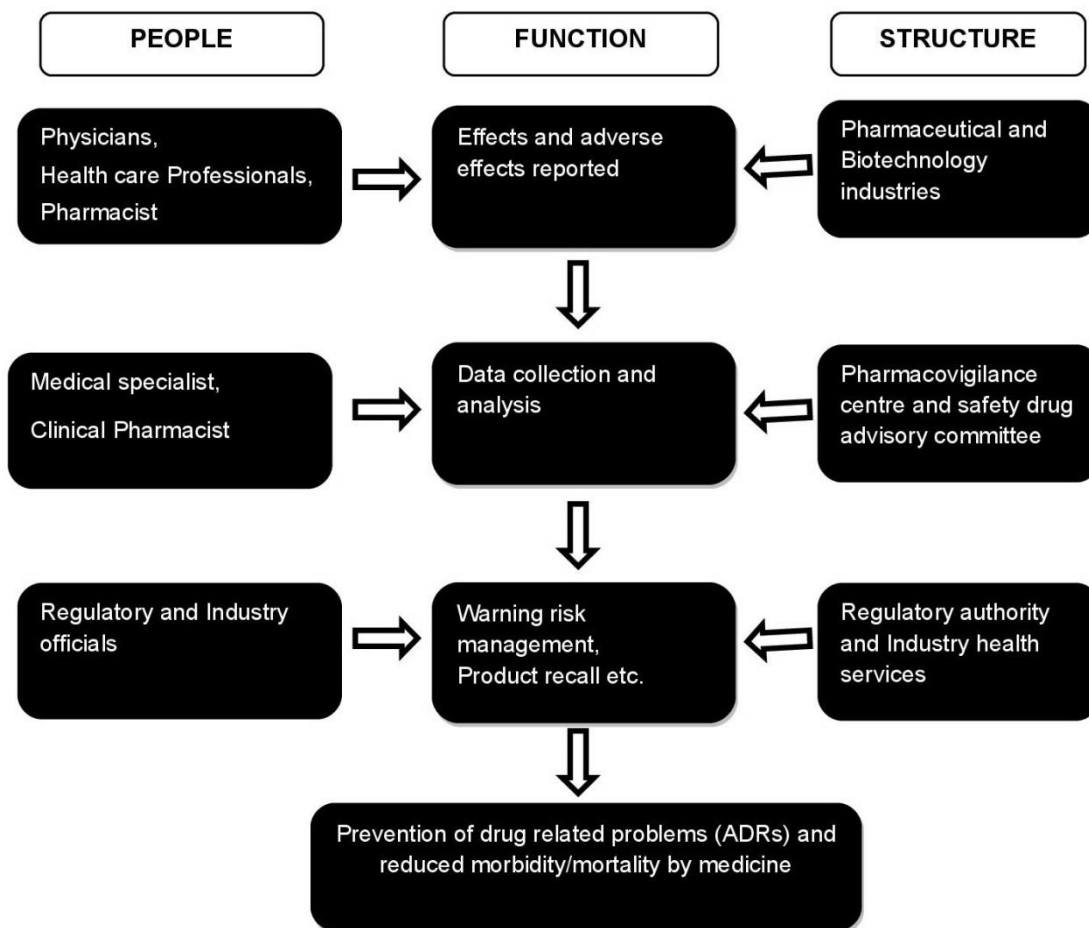 PEOPLE
FUNCTION
STRUCTURE
Physicians,
Health care Professionals,
Pharmacist
Effects and adverse
effects reported
Pharmaceutical and
Biotechnology
industries
Medical specialist,
Clinical Pharmacist
Data collection and
analysis
Pharmacovigilance
centre and safety drug
advisory committee
Regulatory and Industry
officials
Warning risk
management,
Product recall etc.
Regulatory authority
and Industry health
services
Prevention of drug related problems (ADRs) and
reduced morbidity/mortality by medicine